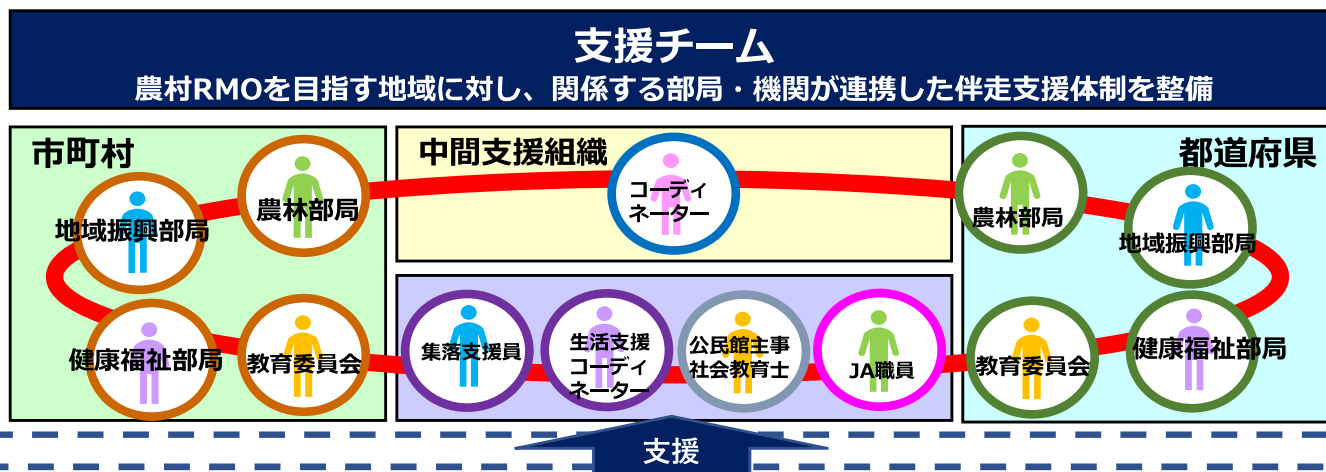 支援チーム
農村RMOを目指す地域に対し、関係する部局・機関が連携した伴走支援体制を整備
市町村
地域振興部局
農林部局
健康福祉部局
教育委員会
中間支援組織
コーディ
ネーター
集落支援員
生活支援
コーディ
ネーター
公民館主事
社会教育士
JA職員
都道府県
農林部局
地域振興部局
教育委員会
健康福祉部局
支援